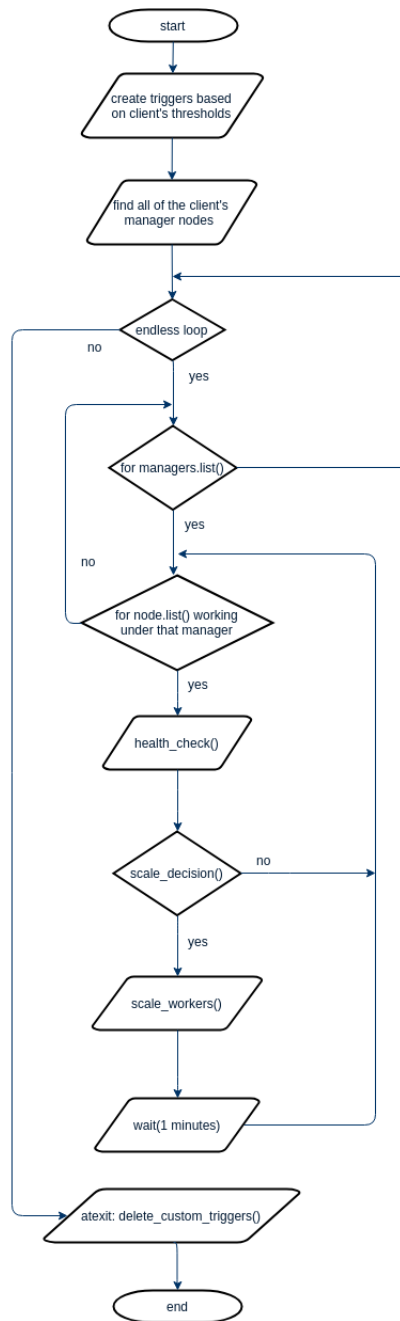 start
create triggers based
on client's thresholds
find all of the client's
manager nodes
endless loop
no
yes
for managers.list()
yes
no
for node.list() working
under that manager
yes
health_check()
scale_decision()
no
yes
scale_workers()
wait(1 minutes)
atexit: delete_custom_triggers()
end